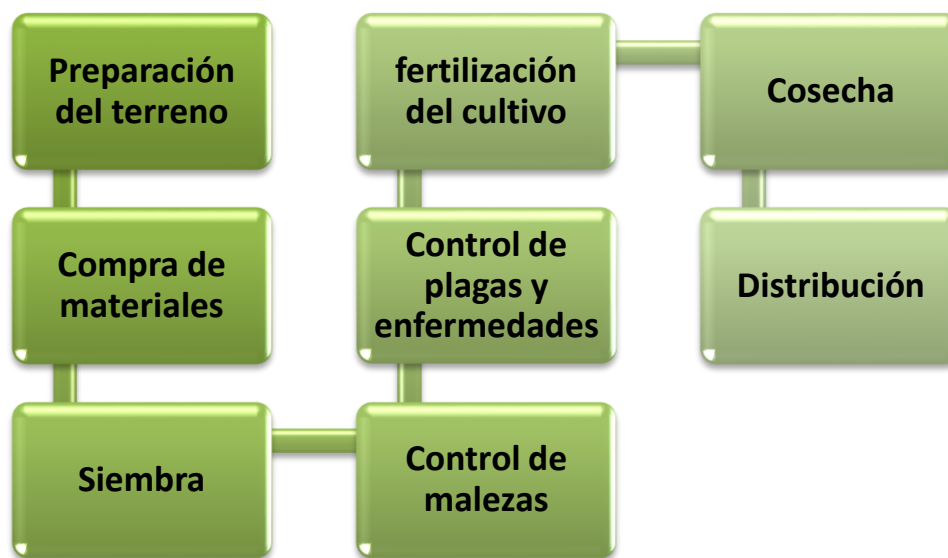 Preparación
del terreno
Compra de
materiales
Siembra
Control de
malezas
Control de
plagas y
enfermedades
fertilización
del cultivo
Cosecha
Distribución